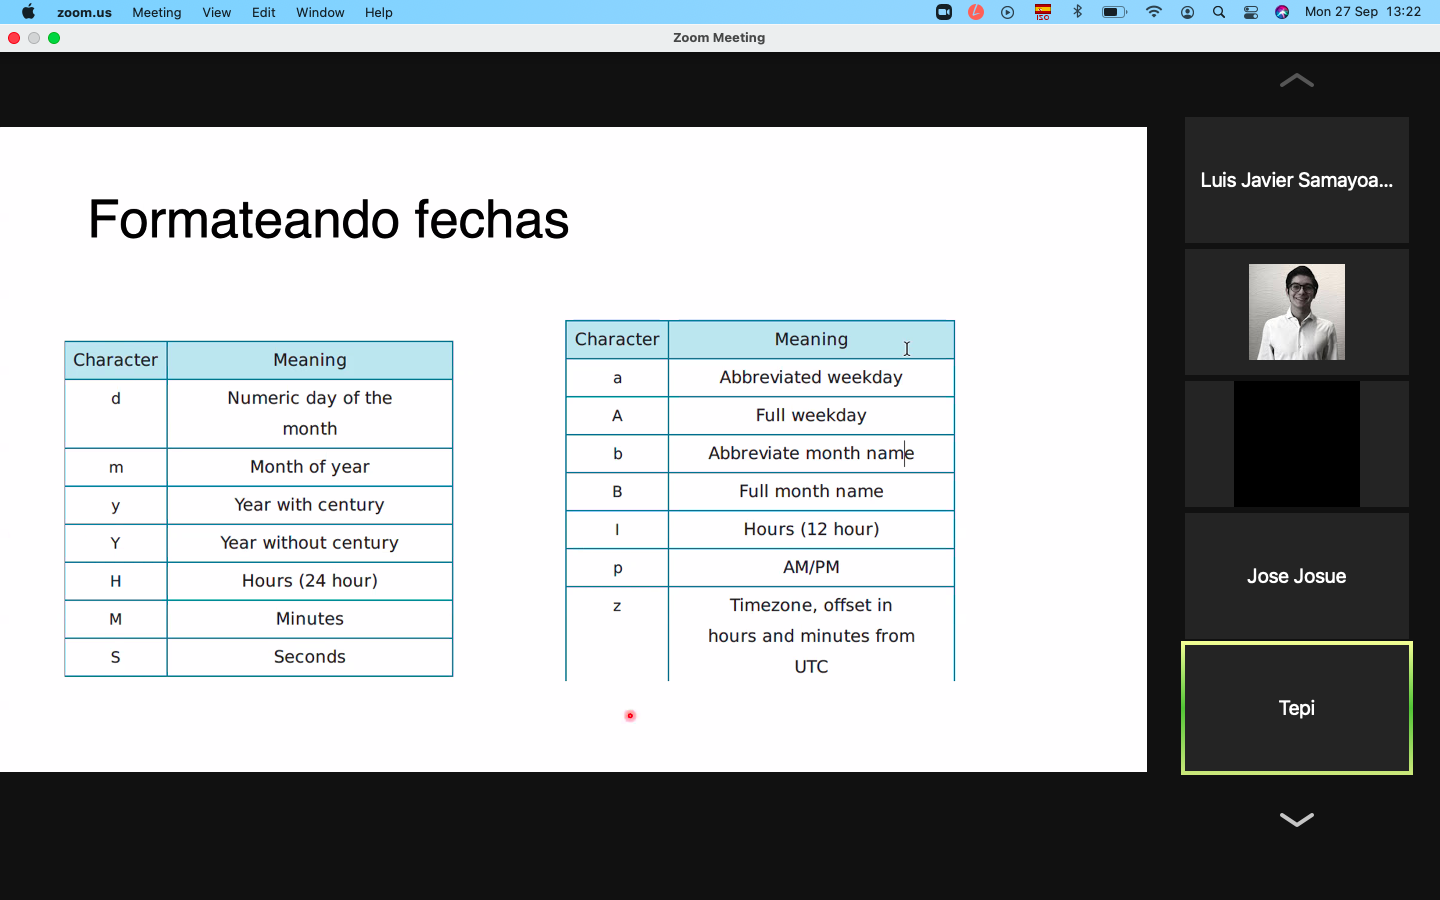 zoom.us Meeting View Edit Window Help ISO Mon 27 Sep 13:22
Zoom Meeting
Formateando fechas
Character Meaning
d Numeric day of the
month
m Month of year
y Year with century
Y Year without century
H Hours (24 hour)
M Minutes
S Seconds
Character Meaning
a Abbreviated weekday
A Full weekday
b Abbreviate month name
B Full month name
I Hours (12 hour)
p AM/PM
z Timezone, offset in
hours and minutes from
UTC
Luis Javier Samayoa...
Jose Josue
Tepi